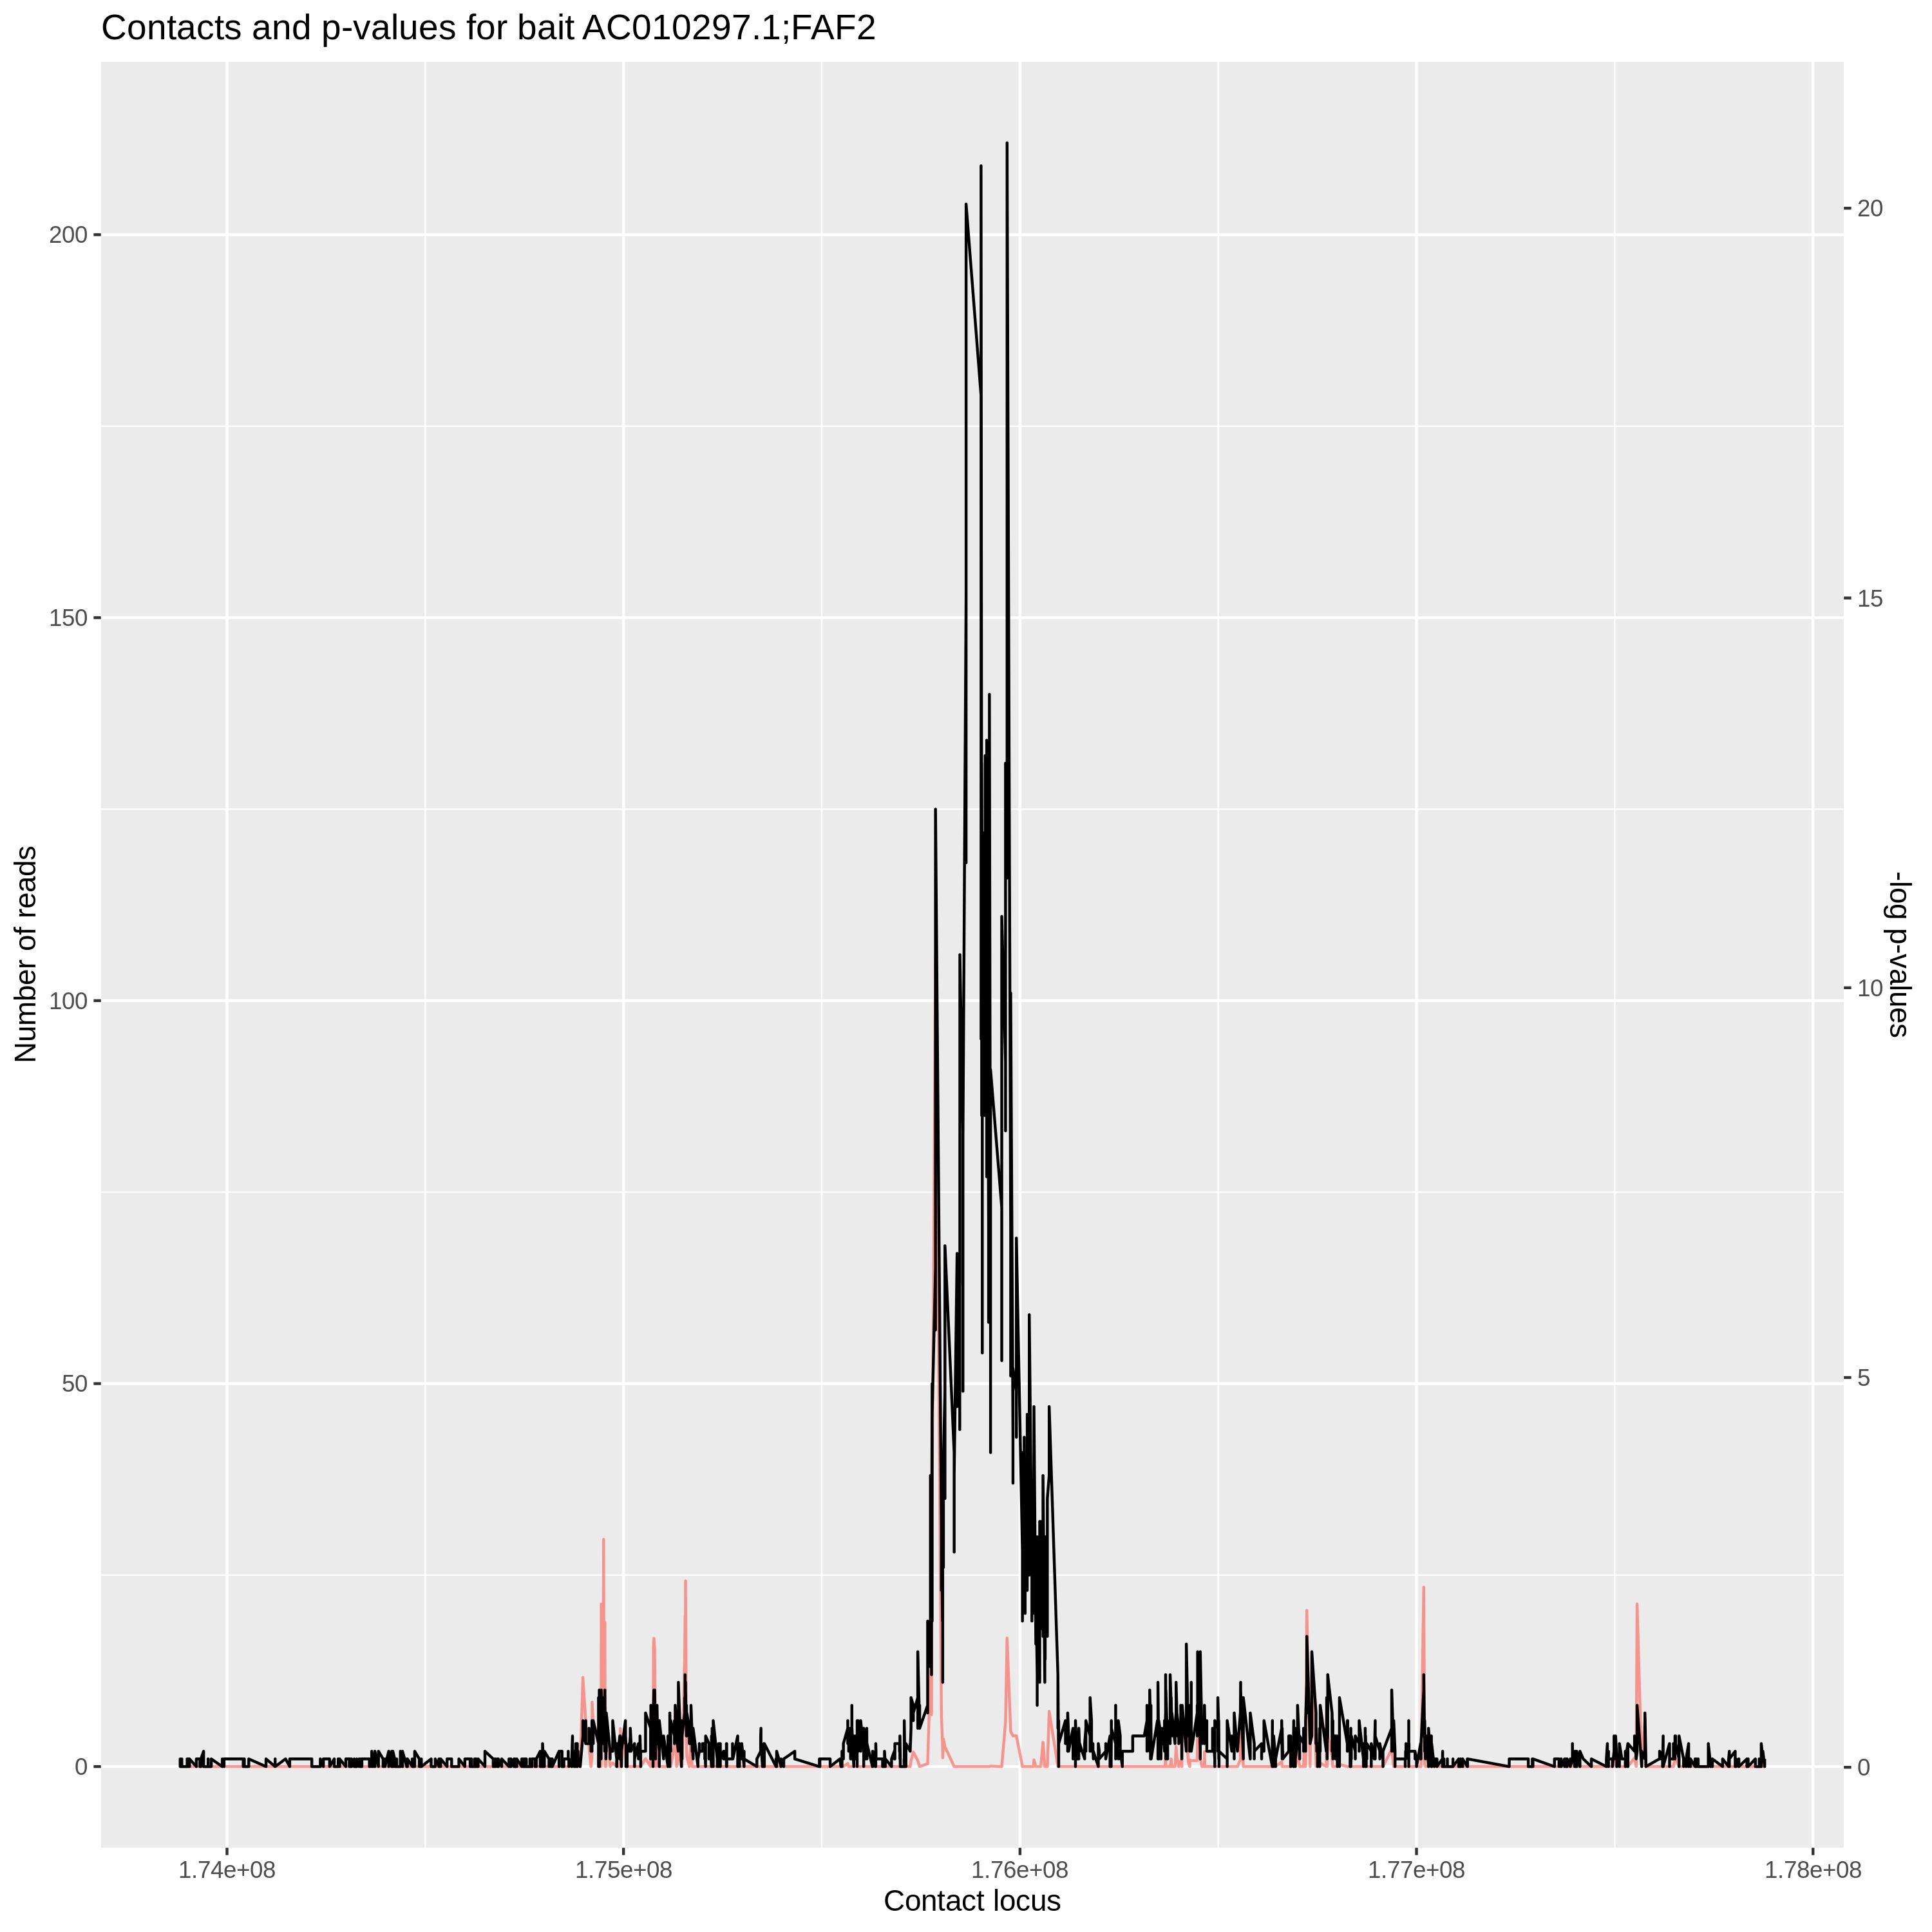 Contacts and p-values for bait AC010297.1;FAF2
200
150
100
50
0
Number of reads
20
15
10
5
0
-log p-values
1.74e+08
1.75e+08
1.76e+08
1.77e+08
1.78e+08
Contact locus